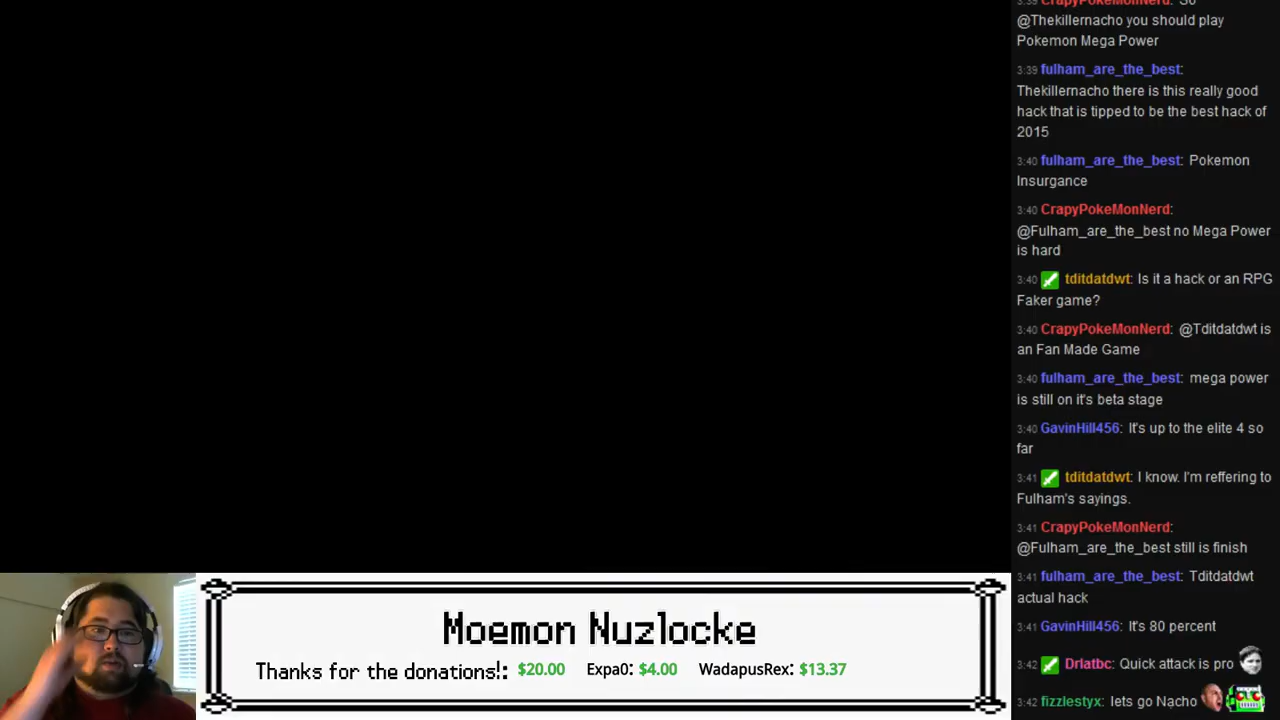 3:39 CrapyPokeMonNerd: So
@Thekillernacho you should play
Pokemon Mega Power
3:39 fulham_are_the_best:
Thekillernacho there is this really good
hack that is tipped to be the best hack of
2015
3:40 fulham_are_the_best: Pokemon
Insurgance
3:40 CrapyPokeMonNerd:
@Fulham_are_the_best no Mega Power
is hard
3:40 tditdatdwt: Is it a hack or an RPG
Faker game?
3:40 CrapyPokeMonNerd: @Tditdatdwt is
an Fan Made Game
3:40 fulham_are_the_best: mega power
is still on it's beta stage
3:40 GavinHill456: It's up to the elite 4 so
far
3:41 tditdatdwt: I know. I'm reffering to
Fulham's sayings.
3:41 CrapyPokeMonNerd:
@Fulham_are_the_best still is finish
3:41 fulham_are_the_best: Tditdatdwt
actual hack
3:41 GavinHill456: It's 80 percent
3:42 Drlatbc: Quick attack is pro
3:42 fizzlestyx: lets go Nacho
Moemon Nuzlocke
Thanks for the donations!: $20.00 Expa0: $4.00 WadapusRex: $13.37